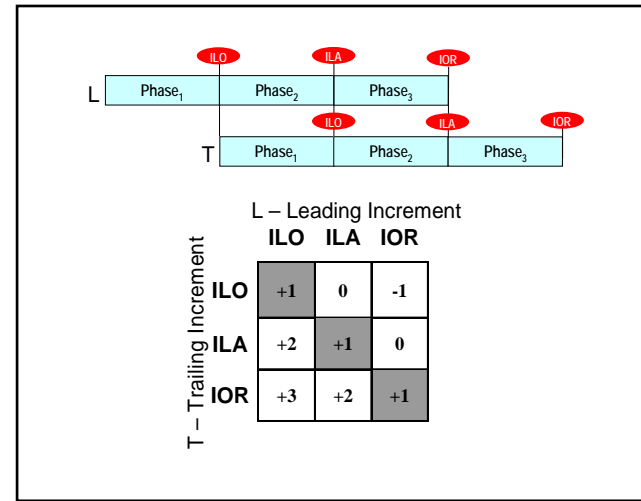 ILO ILA IOR
L Phase1 Phase2 Phase3
ILO ILA IOR
T Phase1 Phase2 Phase3
L – Leading Increment
ILO ILA IOR
T – Trailing Increment
ILO +1 0 -1
ILA +2 +1 0
IOR +3 +2 +1